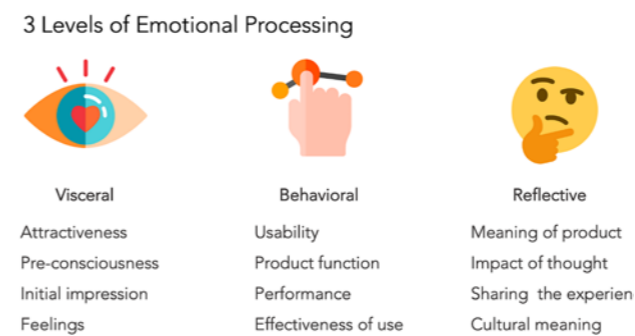 3 Levels of Emotional Processing
Visceral
Attractiveness
Pre-consciousness
Initial impression
Feelings
Behavioral
Usability
Product function
Performance
Effectiveness of use
Reflective
Meaning of product
Impact of thought
Sharing the experien
Cultural meaning